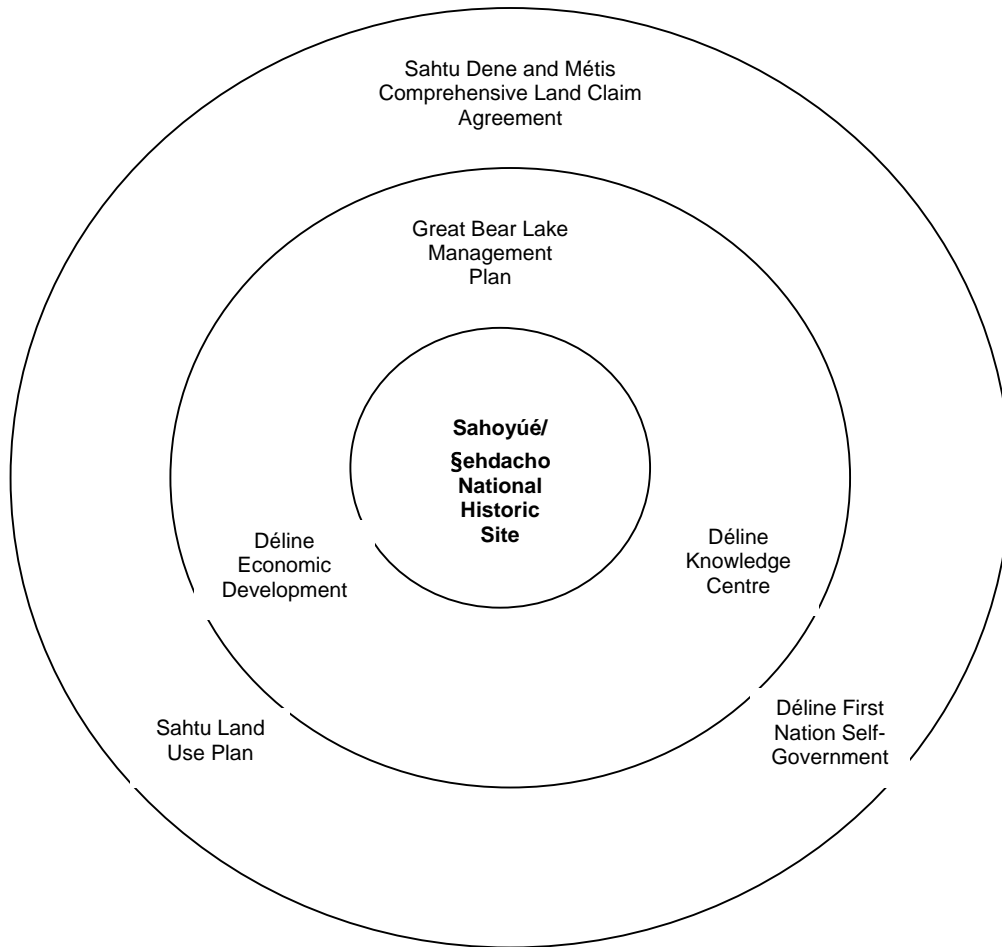 Sahtu Dene and Métis
Comprehensive Land Claim
Agreement
Great Bear Lake
Management
Plan
Sahoyúé/
§ehdacho
National
Historic
Site
Déline
Economic
Development
Déline
Knowledge
Centre
Sahtu Land
Use Plan
Déline First
Nation Self-
Government